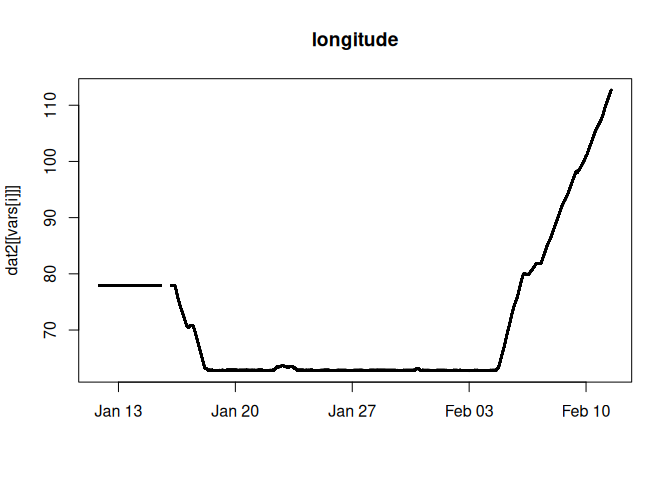 longitude
dat2[[vars[i]]]
110
100
90
80
70
Jan 13
Jan 20
Jan 27
Feb 03
Feb 10